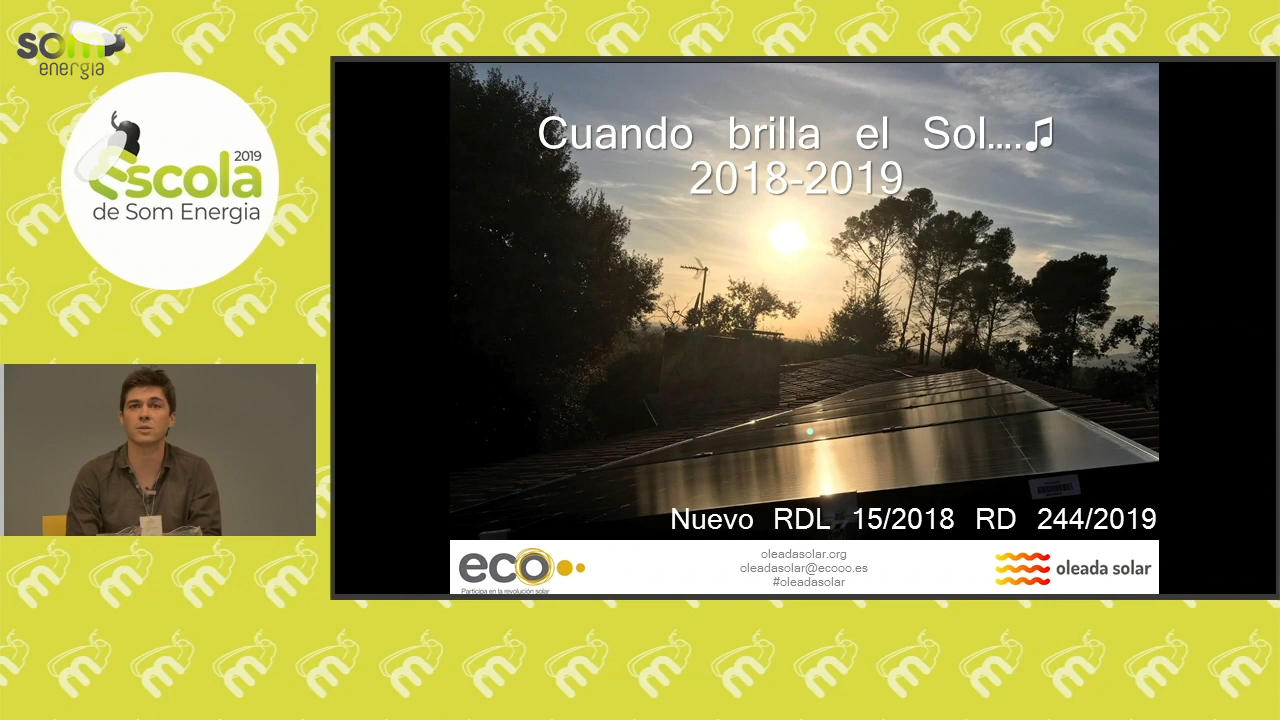 som
energia
2019
Escola
de Som Energia
Cuando brilla el Sol....♫
2018-2019
Nuevo RDL 15/2018 RD 244/2019
ecooo
Participa en la revolución solar
oleadasolar.org
oleadasolar@ecooo.es
#oleadasolar
oleada solar